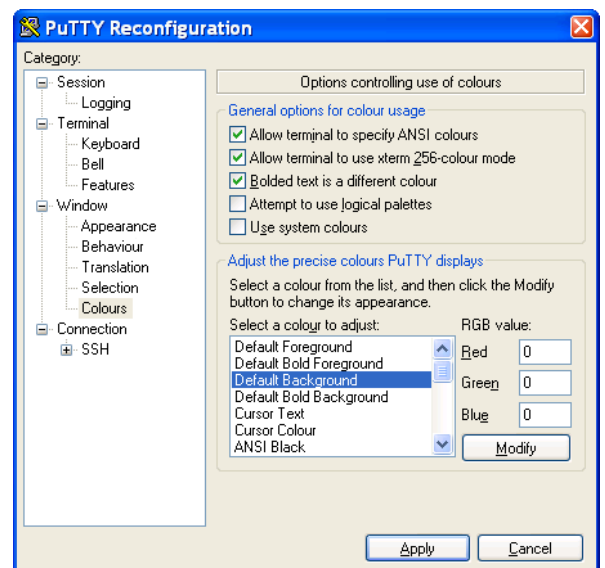 PuTTY Reconfiguration
Category:
Session
Logging
Terminal
Keyboard
Bell
Features
Window
Appearance
Behaviour
Translation
Selection
Colours
Connection
SSH
Options controlling use of colours
General options for colour usage
Allow terminal to specify ANSI colours
Allow terminal to use xterm 256-colour mode
Bolded text is a different colour
Attempt to use logical palettes
Use system colours
Adjust the precise colours PuTTY displays
Select a colour from the list, and then click the Modify
button to change its appearance.
Select a colour to adjust:
RGB value:
Default Foreground
Default Bold Foreground
Default Background
Default Bold Background
Cursor Text
Cursor Colour
ANSI Black
Red 0
Green 0
Blue 0
Modify
Apply
Cancel